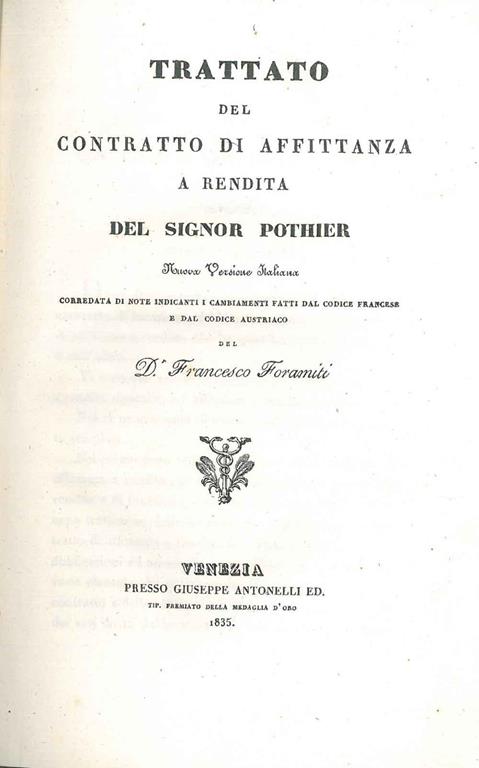 TRATTATO
DEL
CONTRATTO DI AFFITTANZA
A RENDITA
DEL SIGNOR POTHIER
Nuova Versione Italiana
CORREDATA DI NOTE INDICANTI I CAMBIAMENTI FATTI DAL CODICE FRANCESE
E DAL CODICE AUSTRIACO
DEL
D.r Francesco Foramiti
VENEZIA
PRESSO GIUSEPPE ANTONELLI ED.
TIP. PREMIATO DELLA MEDAGLIA D'ORO
1835.